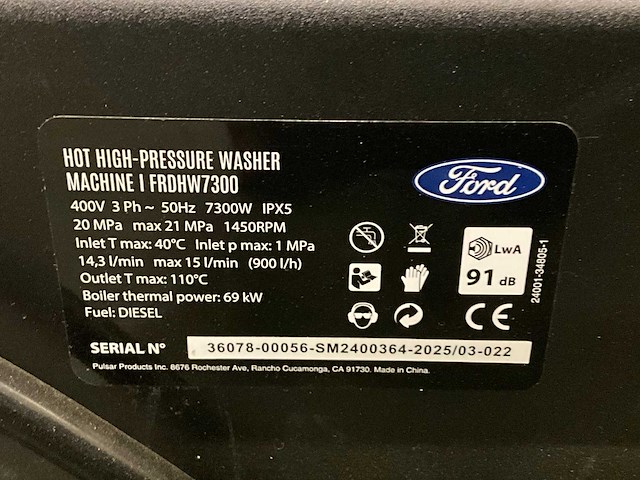 HOT HIGH-PRESSURE WASHER
MACHINE I FRDHW7300
Ford
400V 3 Ph ~ 50Hz 7300W IPX5
20 MPa max 21 MPa 1450RPM
Inlet T max: 40°C Inlet p max: 1 MPa
14,3 l/min max 15 l/min (900 l/h)
Outlet T max: 110°C
Boiler thermal power: 69 kW
Fuel: DIESEL
LwA
91 dB
CE
24001-34805-1
SERIAL N° 36078-00056-SM2400364-2025/03-022
Pulsar Products Inc. 8676 Rochester Ave, Rancho Cucamonga, CA 91730. Made in China.